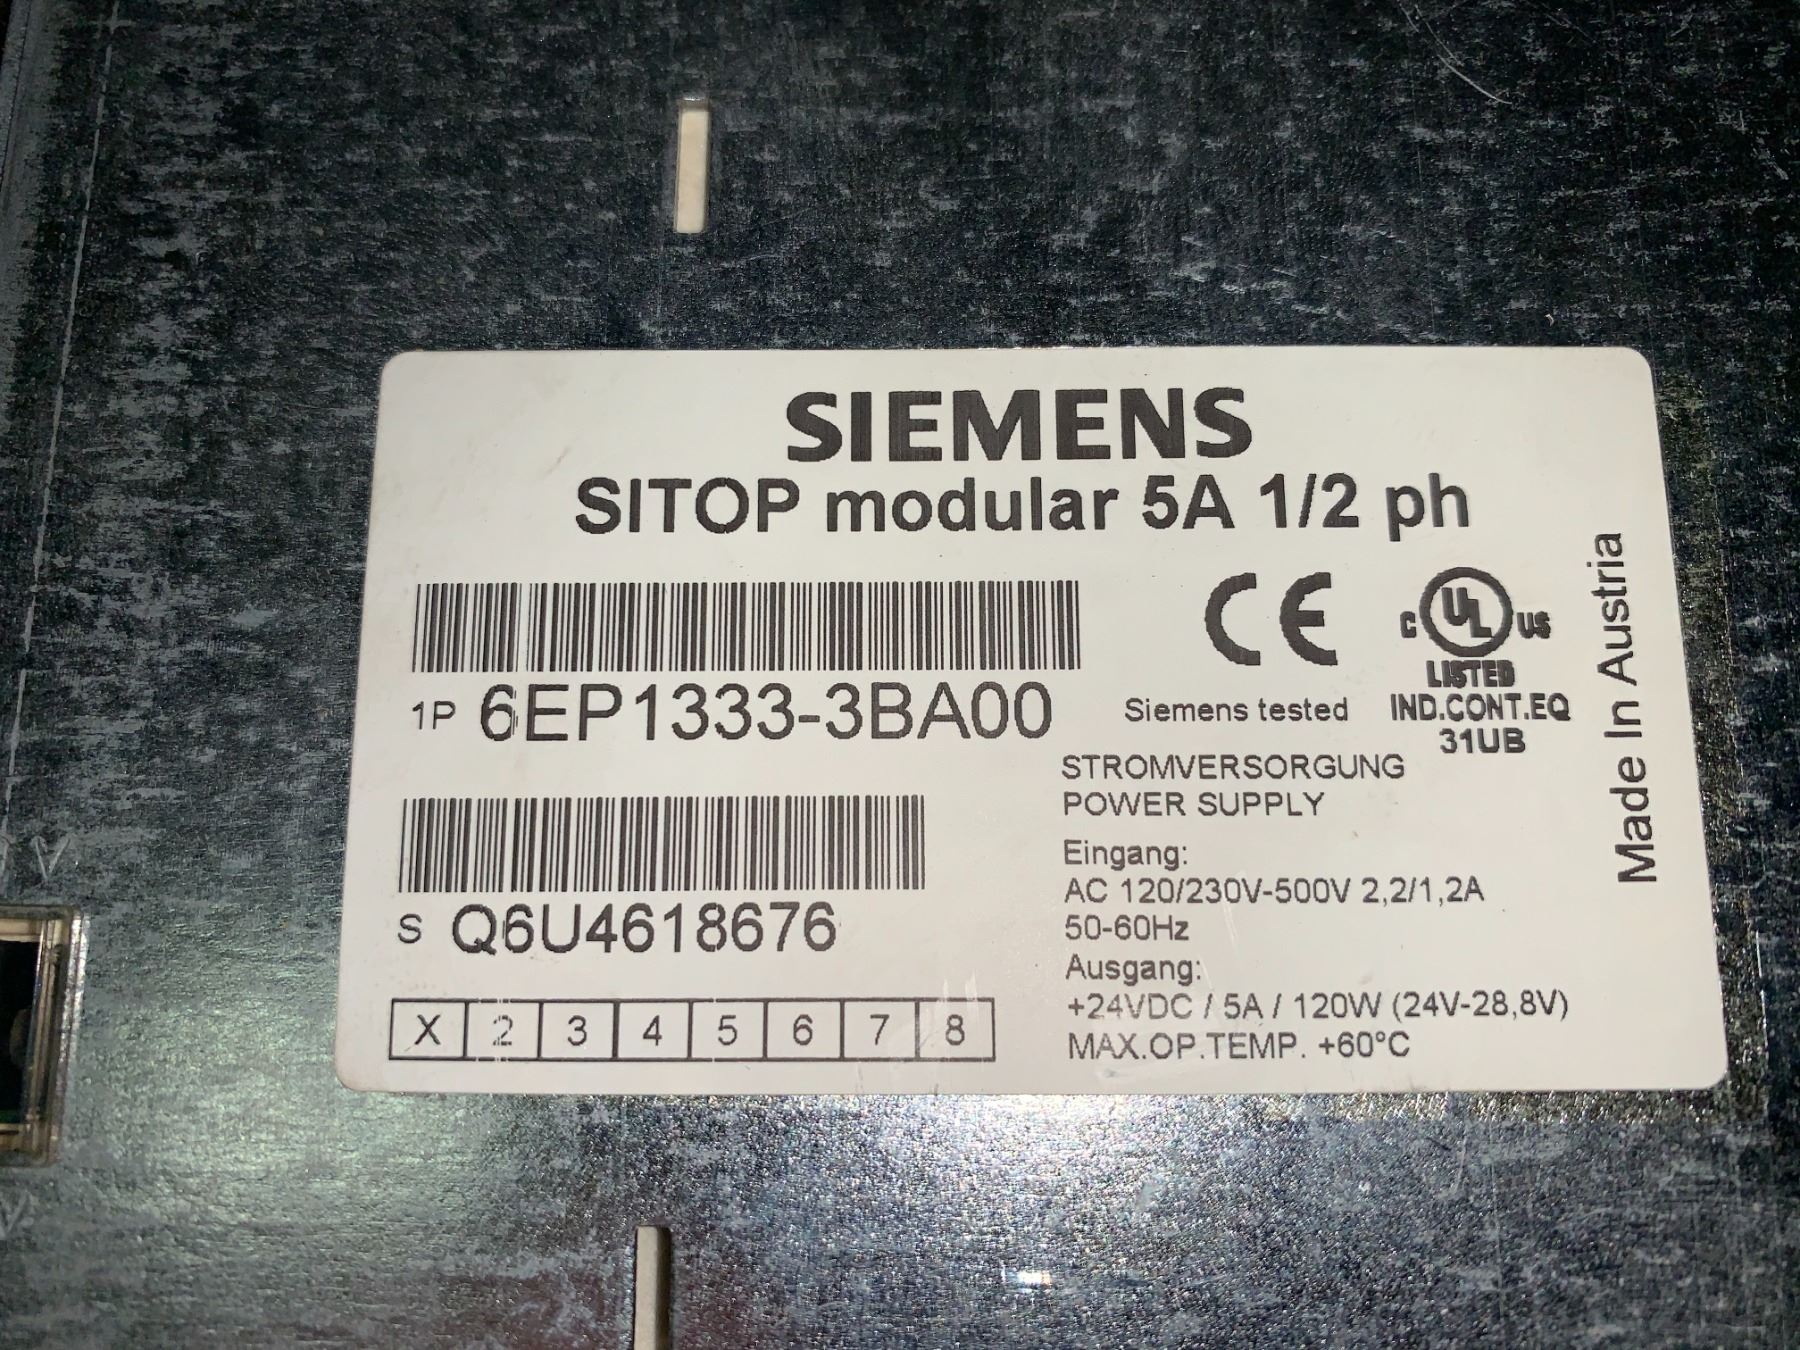 SIEMENS
SITOP modular 5A 1/2 ph
1P 6EP1333-3BA00
S Q6U4618676
X 2 3 4 5 6 7 8
CE
Siemens tested
C UL US
LISTED
IND.CONT.EQ
31UB
STROMVERSORGUNG
POWER SUPPLY
Eingang:
AC 120/230V-500V 2,2/1,2A
50-60Hz
Ausgang:
+24VDC / 5A / 120W (24V-28,8V)
MAX.OP.TEMP. +60°C
Made In Austria